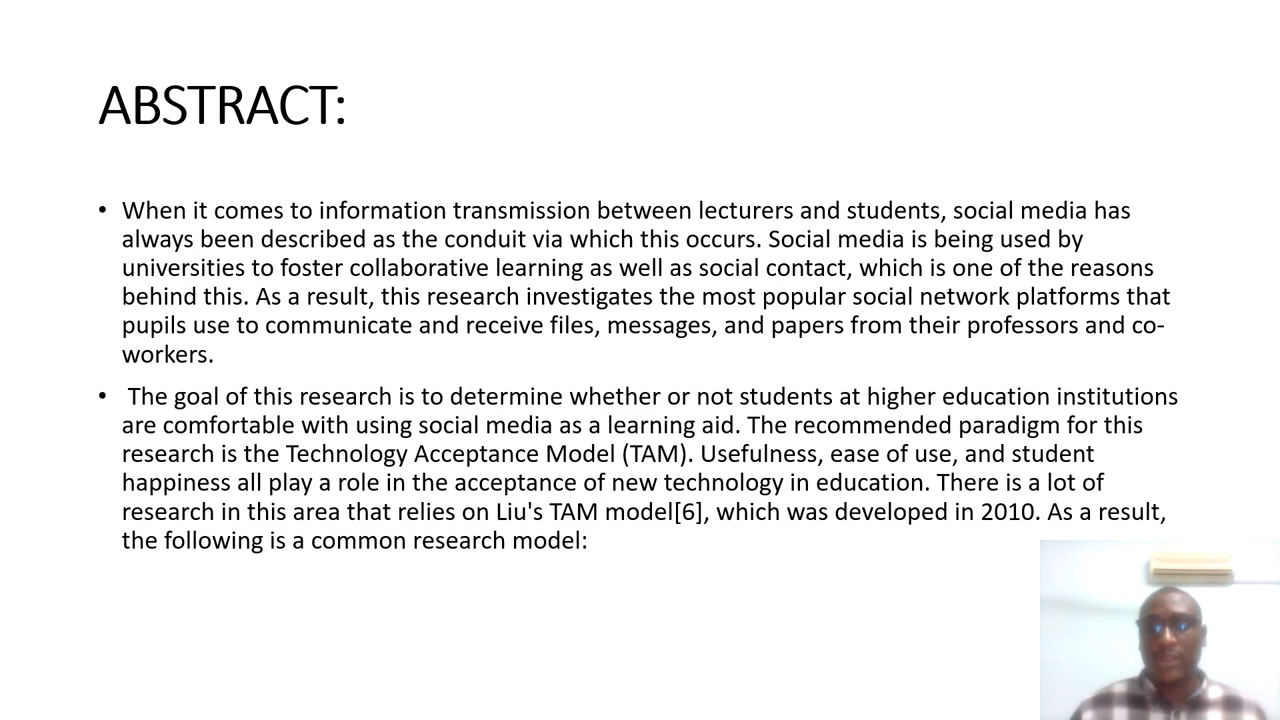 ABSTRACT:
• When it comes to information transmission between lecturers and students, social media has
always been described as the conduit via which this occurs. Social media is being used by
universities to foster collaborative learning as well as social contact, which is one of the reasons
behind this. As a result, this research investigates the most popular social network platforms that
pupils use to communicate and receive files, messages, and papers from their professors and co-
workers.
• The goal of this research is to determine whether or not students at higher education institutions
are comfortable with using social media as a learning aid. The recommended paradigm for this
research is the Technology Acceptance Model (TAM). Usefulness, ease of use, and student
happiness all play a role in the acceptance of new technology in education. There is a lot of
research in this area that relies on Liu's TAM model[6], which was developed in 2010. As a result,
the following is a common research model: